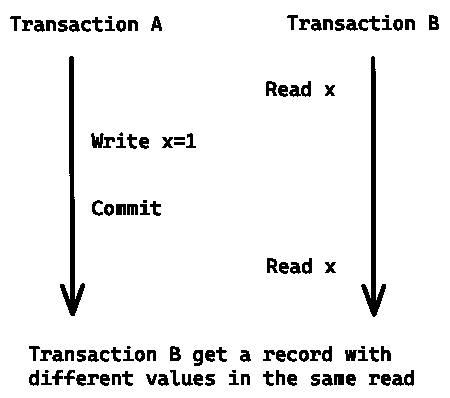 Transaction A
Transaction B
Read x
Write x=1
Commit
Read x
Transaction B get a record with
different values in the same read